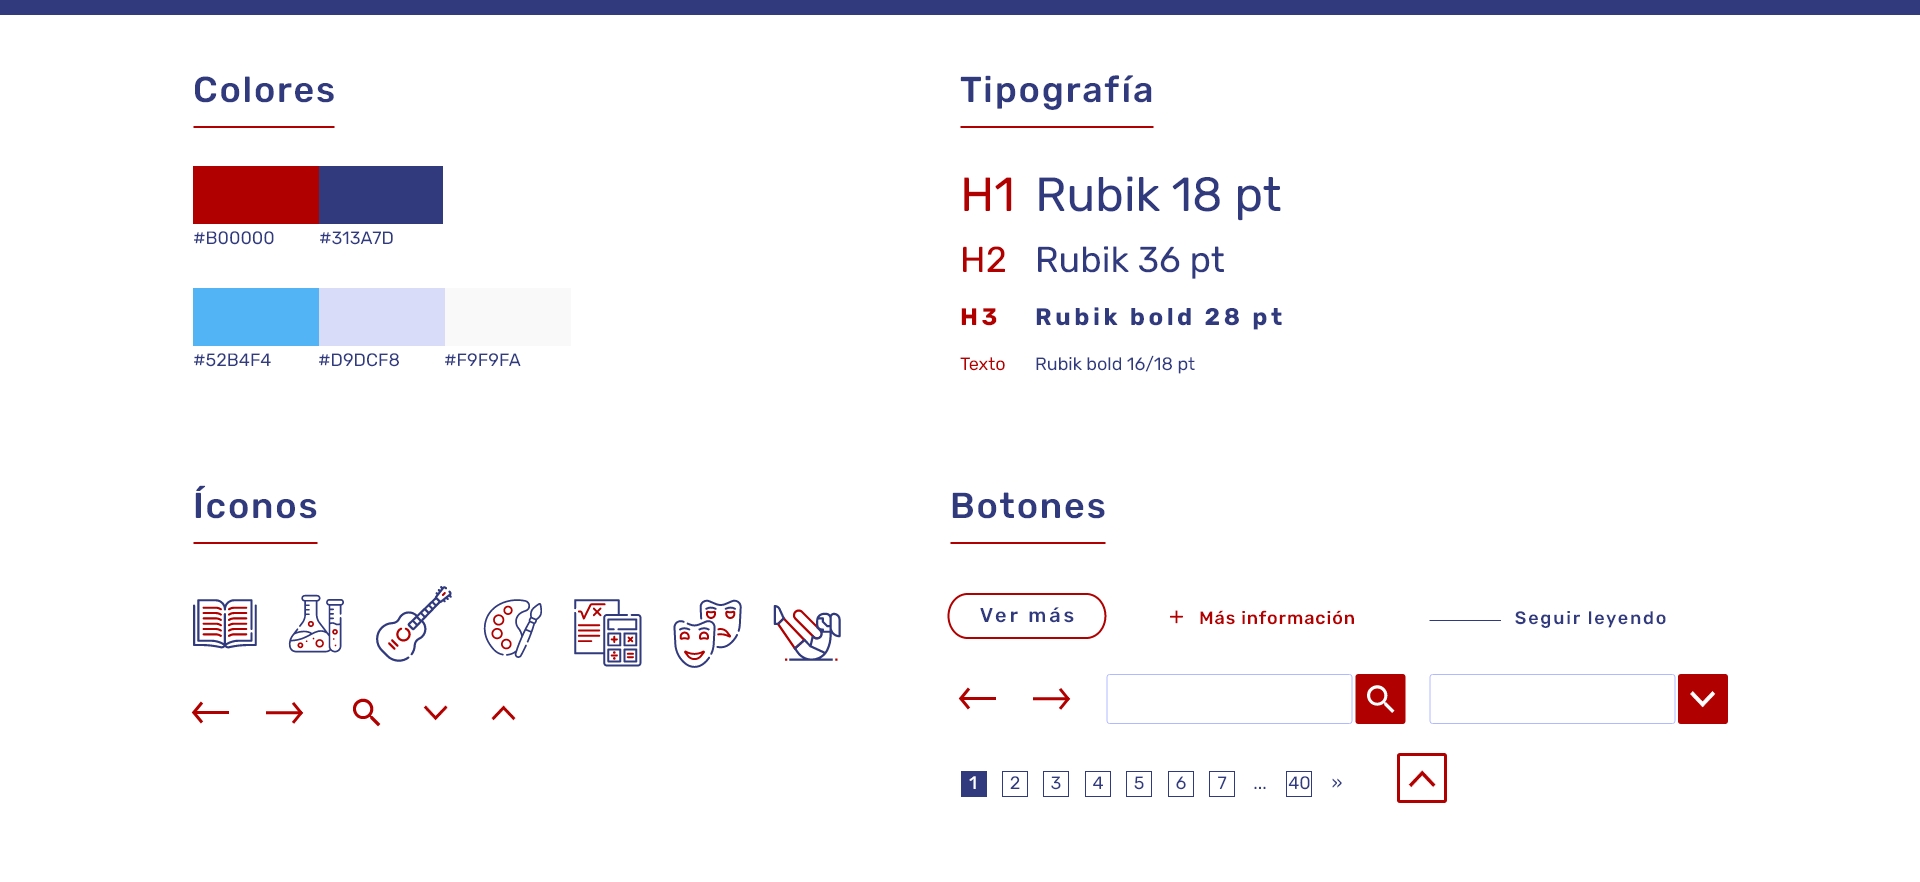 Colores
#B00000 #313A7D
#52B4F4 #D9DCF8 #F9F9FA
Tipografía
H1 Rubik 18 pt
H2 Rubik 36 pt
H3 Rubik bold 28 pt
Texto Rubik bold 16/18 pt
Íconos
Botones
Ver más + Más información Seguir leyendo
1 2 3 4 5 6 7 ... 40 »